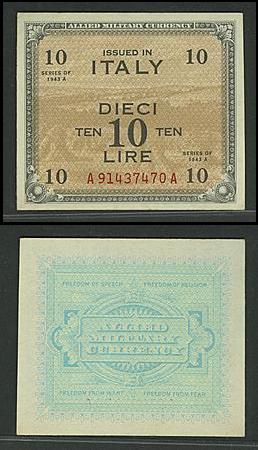 ALLIED MILITARY CURRENCY
10 ISSUED IN 10
ITALY
SERIES OF
1943 A
DIECI
TEN 10 TEN
LIRE
SERIES OF
1943 A
10 A91437470A 10
FREEDOM OF SPEECH FREEDOM OF RELIGION
ALLIED
MILITARY
CURRENCY
FREEDOM FROM WANT FREEDOM FROM FEAR